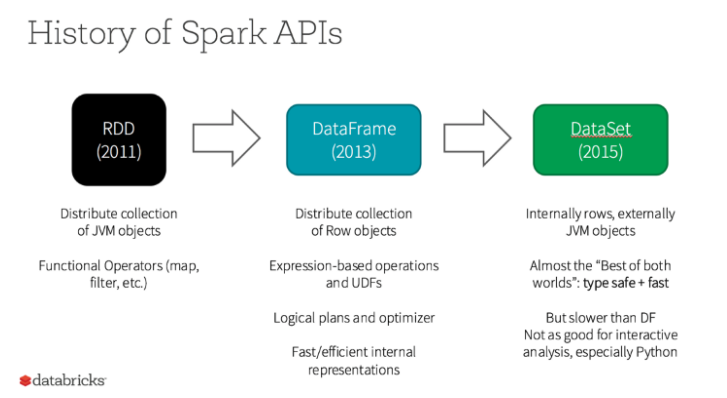 History of Spark APIs
RDD
(2011)
DataFrame
(2013)
DataSet
(2015)
Distribute collection
of JVM objects
Functional Operators (map,
filter, etc.)
Distribute collection
of Row objects
Expression-based operations
and UDFs
Logical plans and optimizer
Fast/efficient internal
representations
Internally rows, externally
JVM objects
Almost the “Best of both
worlds”: type safe + fast
But slower than DF
Not as good for interactive
analysis, especially Python
databricks